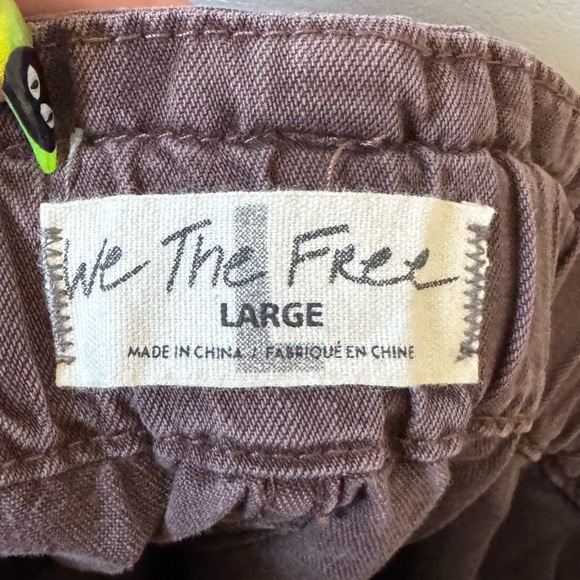 We The Free
LARGE
MADE IN CHINA / FABRIQUÉ EN CHINE